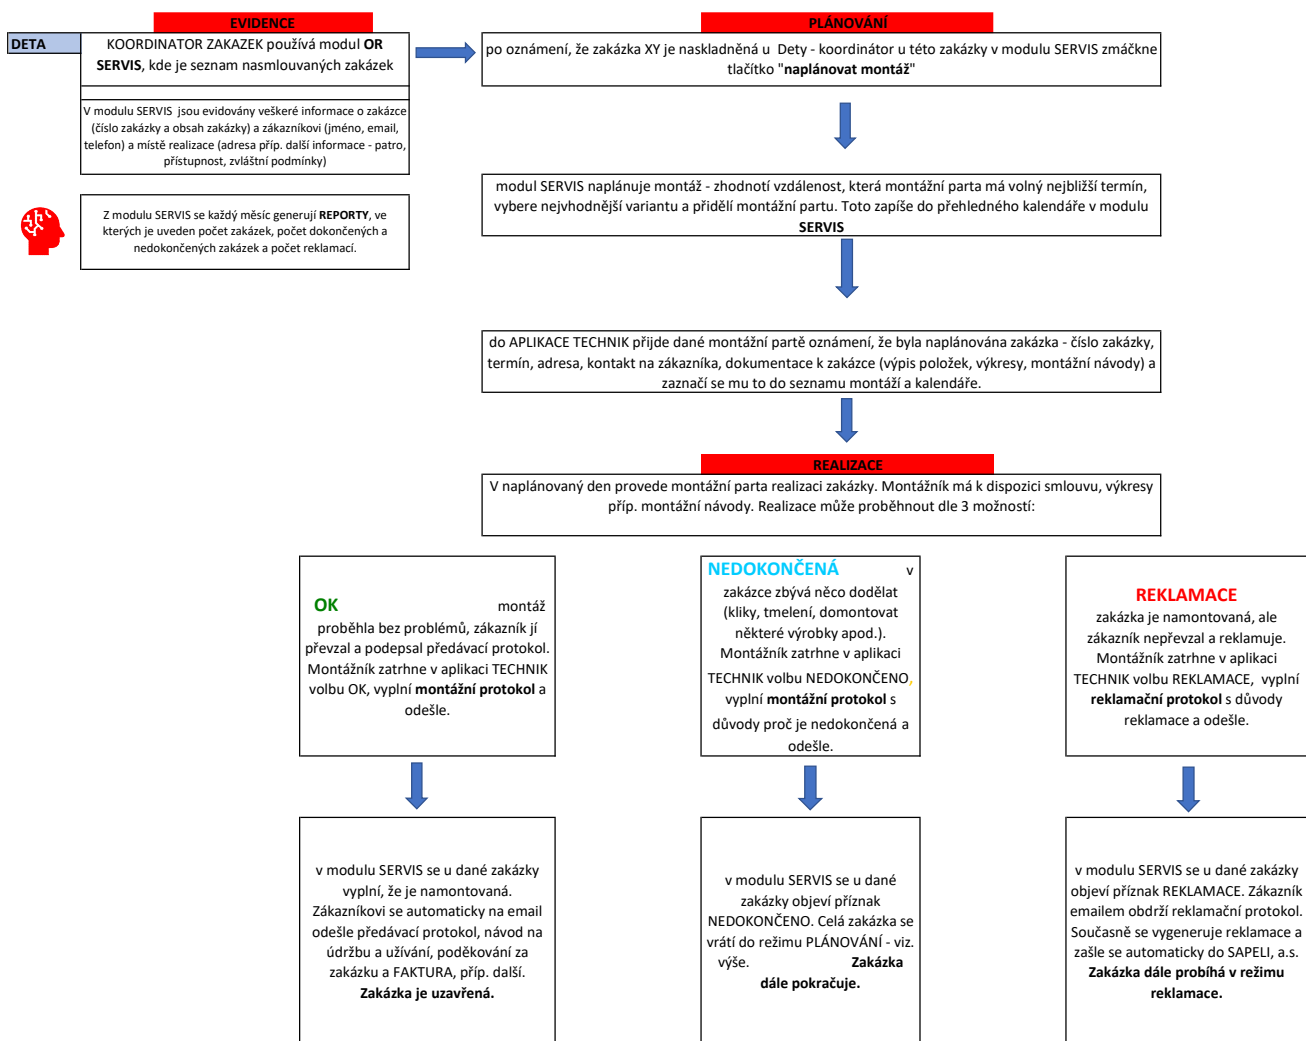 EVIDENCE
DETA
KOORDINATOR ZAKAZEK používá modul OR
SERVIS, kde je seznam nasmlouvaných zakázek
V modulu SERVIS  jsou evidovány veškeré informace o zakázce
(číslo zakázky a obsah zakázky) a zákazníkovi (jméno, email,
telefon) a místě realizace (adresa příp. další informace - patro,
přístupnost, zvláštní podmínky)
Z modulu SERVIS se každý měsíc generují REPORTY, ve
kterých je uveden počet zakázek, počet dokončených a
nedokončených zakázek a počet reklamací.
PLÁNOVÁNÍ
po oznámení, že zakázka XY je naskladněná u  Dety - koordinátor u této zakázky v modulu SERVIS zmáčkne
tlačítko "naplánovat montáž"
modul SERVIS naplánuje montáž - zhodnotí vzdálenost, která montážní parta má volný nejbližší termín,
vybere nejvhodnější variantu a přidělí montážní partu. Toto zapíše do přehledného kalendáře v modulu
SERVIS
do APLIKACE TECHNIK přijde dané montážní partě oznámení, že byla naplánována zakázka - číslo zakázky,
termín, adresa, kontakt na zákazníka, dokumentace k zakázce (výpis položek, výkresy, montážní návody) a
zaznačí se mu to do seznamu montáží a kalendáře.
REALIZACE
V naplánovaný den provede montážní parta realizaci zakázky. Montážník má k dispozici smlouvu, výkresy
příp. montážní návody. Realizace může proběhnout dle 3 možností:
OK montáž
proběhla bez problémů, zákazník jí
převzal a podepsal předávací protokol.
Montážník zatrhne v aplikaci TECHNIK
volbu OK, vyplní montážní protokol a
odešle.
NEDOKONČENÁ v
zakázce zbývá něco dodělat
(kliky, tmelení, domontovat
některé výrobky apod.).
Montážník zatrhne v aplikaci
TECHNIK volbu NEDOKONČENO,
vyplní montážní protokol s
důvody proč je nedokončená a
odešle.
REKLAMACE
zakázka je namontovaná, ale
zákazník nepřevzal a reklamuje.
Montážník zatrhne v aplikaci
TECHNIK volbu REKLAMACE,  vyplní
reklamační protokol s důvody
reklamace a odešle.
v modulu SERVIS se u dané zakázky
vyplní, že je namontovaná.
Zákazníkovi se automaticky na email
odešle předávací protokol, návod na
údržbu a užívání, poděkování za
zakázku a FAKTURA, příp. další.
Zakázka je uzavřená.
v modulu SERVIS se u dané
zakázky objeví příznak
NEDOKONČENO. Celá zakázka se
vrátí do režimu PLÁNOVÁNÍ - viz.
výše. Zakázka
dále pokračuje.
v modulu SERVIS se u dané zakázky
objeví příznak REKLAMACE. Zákazník
emailem obdrží reklamační protokol.
Současně se vygeneruje reklamace a
zašle se automaticky do SAPELI, a.s.
Zakázka dále probíhá v režimu
reklamace.